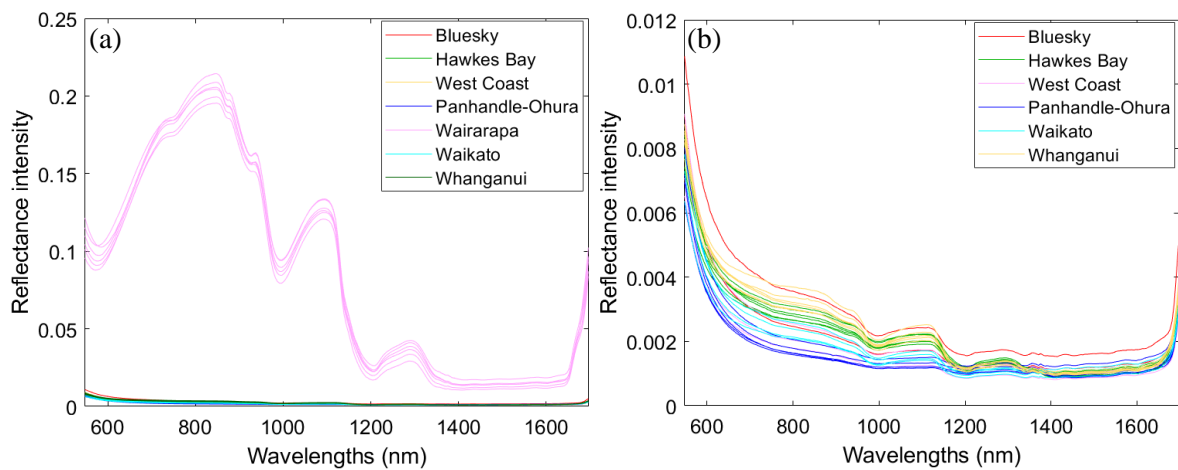 (a)
Reflectance intensity
0.25
0.2
0.15
0.1
0.05
0
600 800 1000 1200 1400 1600
Wavelengths (nm)
Bluesky
Hawkes Bay
West Coast
Panhandle-Ohura
Wairarapa
Waikato
Whanganui
(b)
Reflectance intensity
0.012
0.01
0.008
0.006
0.004
0.002
0
600 800 1000 1200 1400 1600
Wavelengths (nm)
Bluesky
Hawkes Bay
West Coast
Panhandle-Ohura
Waikato
Whanganui